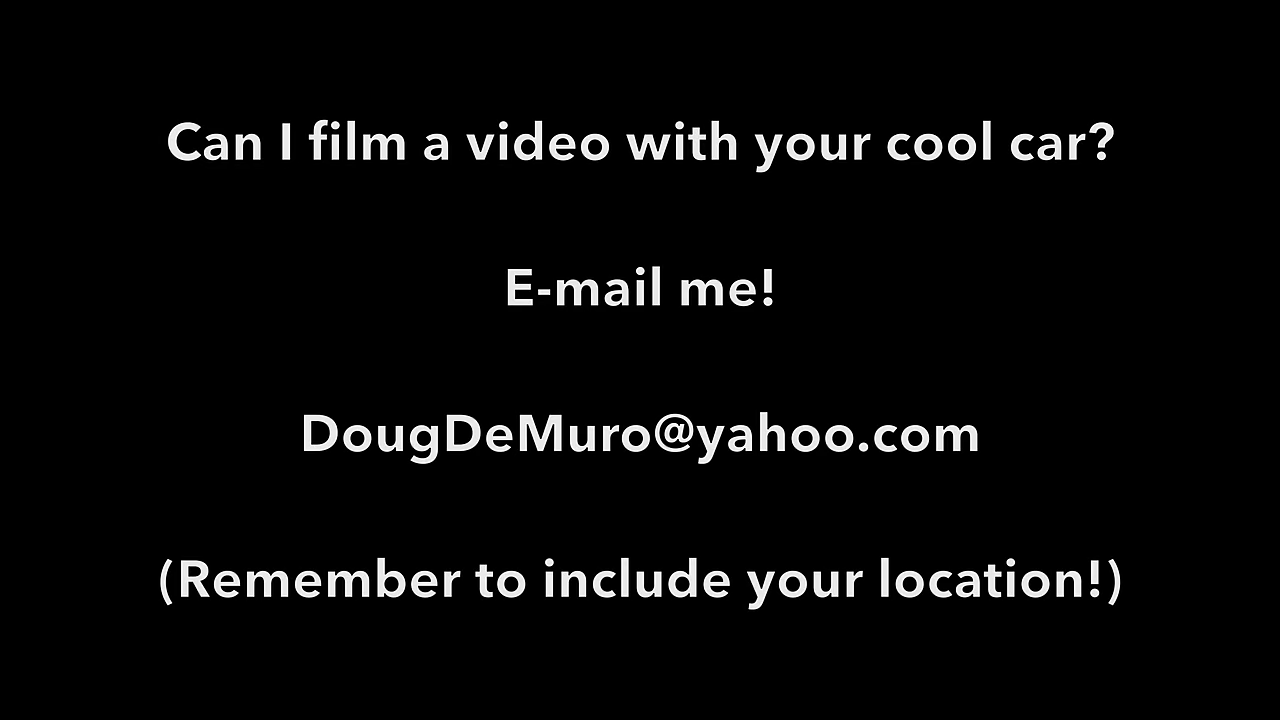 Can I film a video with your cool car?
E-mail me!
DougDeMuro@yahoo.com
(Remember to include your location!)